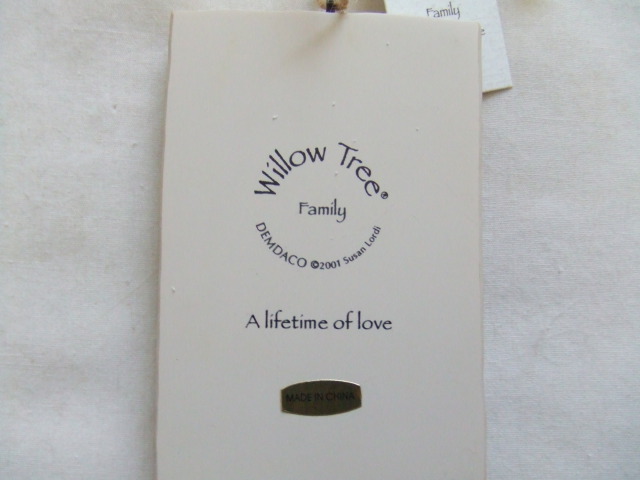 Family
Willow Tree®
Family
DEMDACO ©2001 Susan Lordi
A lifetime of love
MADE IN CHINA